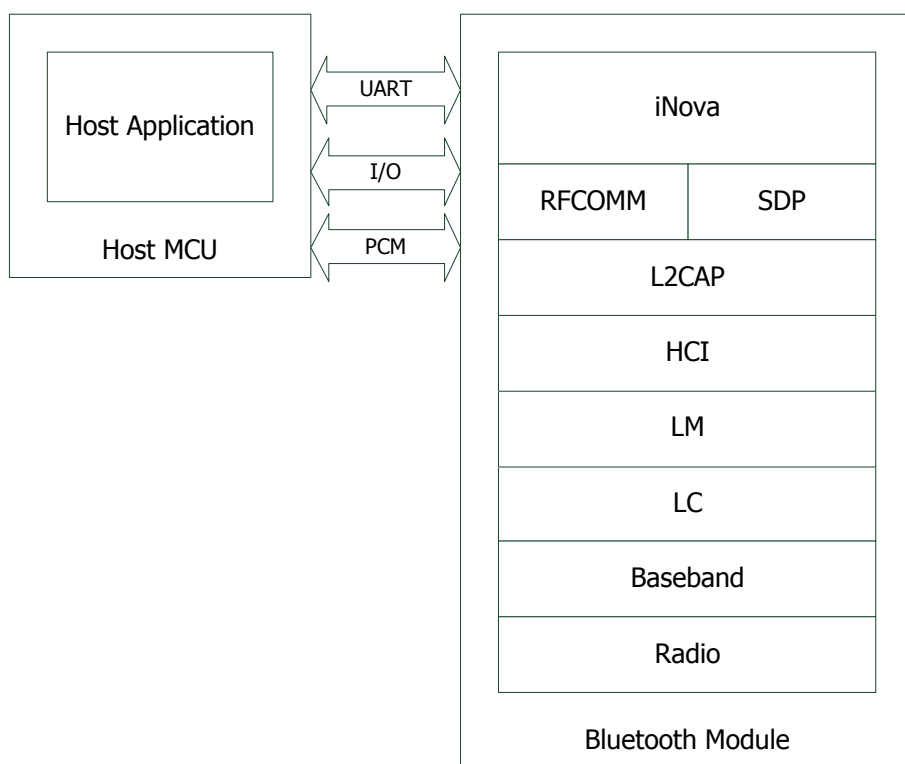 Host Application
Host MCU
UART
I/O
PCM
iNova
RFCOMM
SDP
L2CAP
HCI
LM
LC
Baseband
Radio
Bluetooth Module